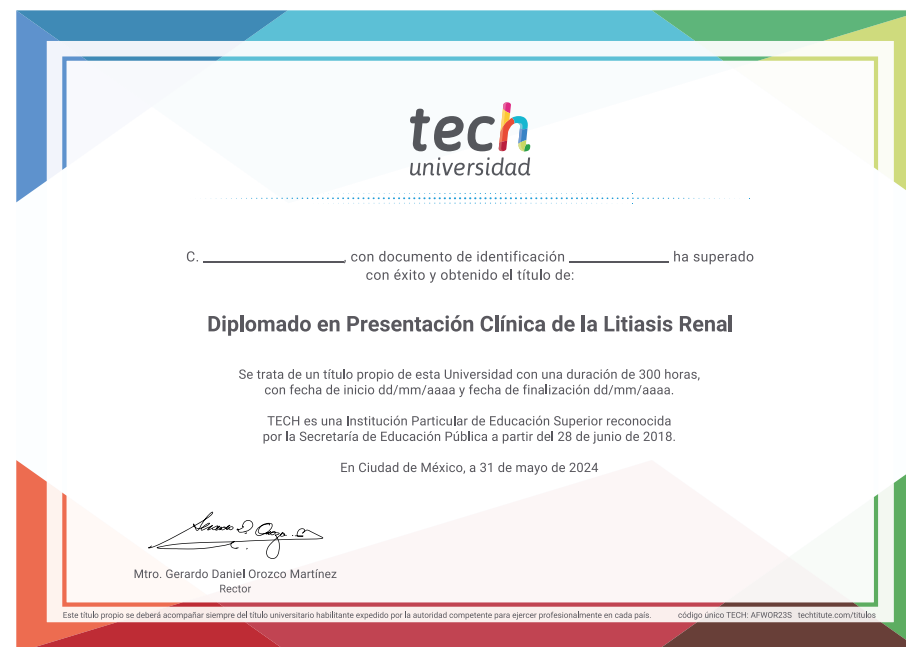 tech
universidad
C. ____________, con documento de identificación ____________ ha superado
con éxito y obtenido el título de:
Diplomado en Presentación Clínica de la Litiasis Renal
Se trata de un título propio de esta Universidad con una duración de 300 horas,
con fecha de inicio dd/mm/aaaa y fecha de finalización dd/mm/aaaa.
TECH es una Institución Particular de Educación Superior reconocida
por la Secretaría de Educación Pública a partir del 28 de junio de 2018.
En Ciudad de México, a 31 de mayo de 2024
Mtro. Gerardo Daniel Orozco Martínez
Rector
Este título propio se deberá acompañar siempre del título universitario habilitante expedido por la autoridad competente para ejercer profesionalmente en cada país. código único TECH: AFWOR23S techtitute.com/titulos